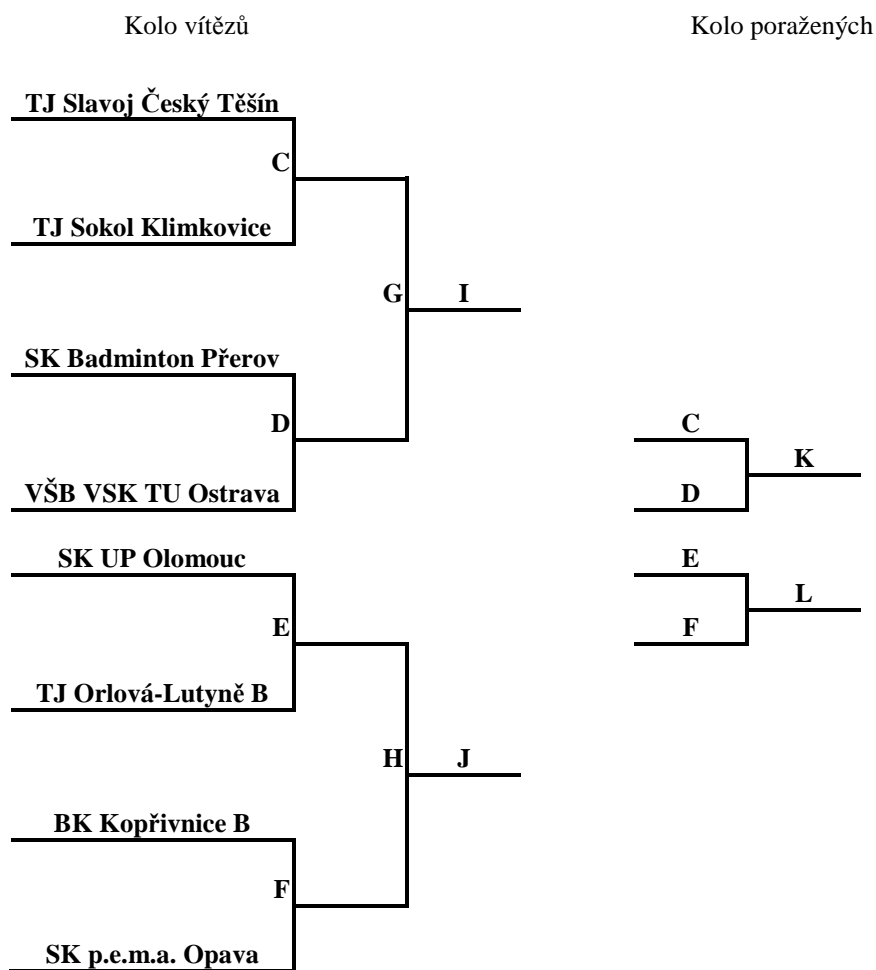 Kolo vítězů
Kolo poražených
TJ Slavoj Český Těšín
C
TJ Sokol Klimkovice
G
I
SK Badminton Přerov
D
VŠB VSK TU Ostrava
C
K
D
SK UP Olomouc
E
TJ Orlová-Lutyně B
E
L
F
H
J
BK Kopřivnice B
F
SK p.e.m.a. Opava